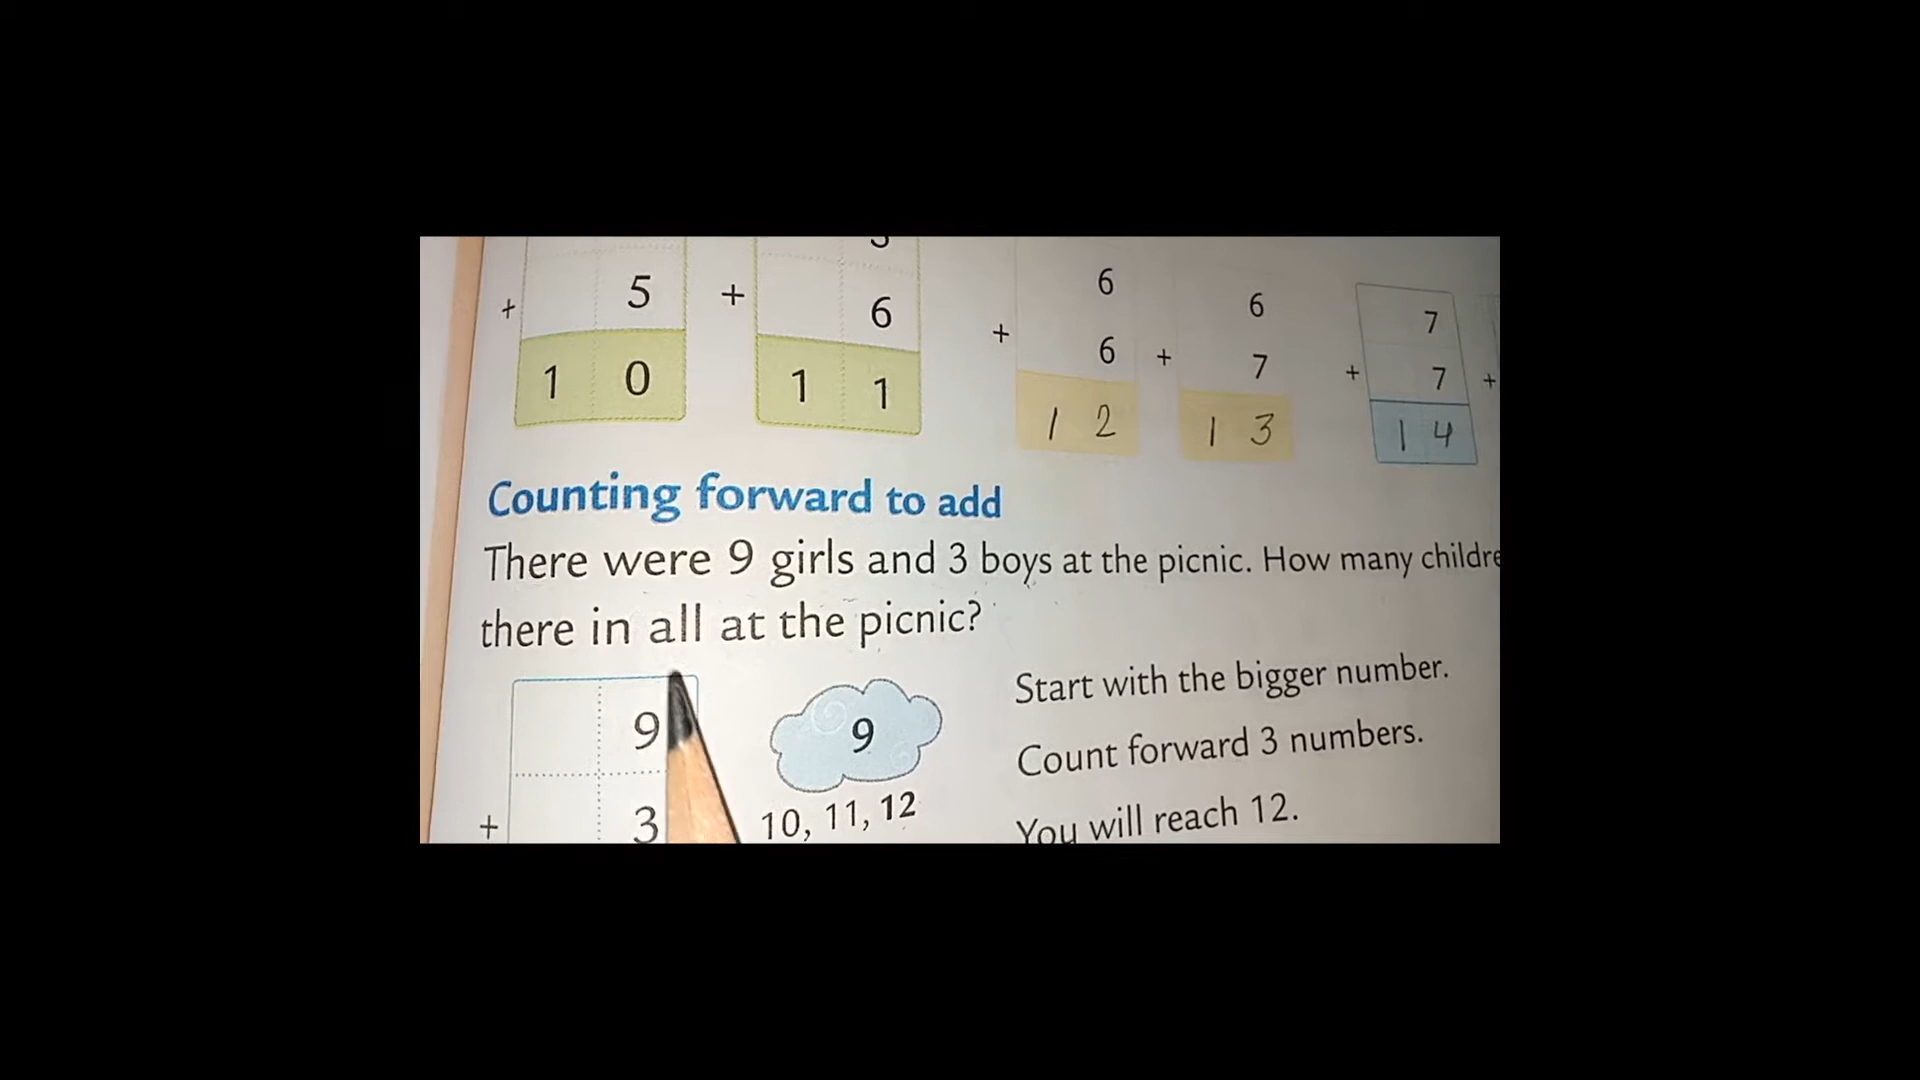 5
+ 5 + 6
1 0 1 1
6 6 7
+ 6 + 7 + 7 +
1 2 1 3 1 4
Counting forward to add
There were 9 girls and 3 boys at the picnic. How many
there in all at the picnic?
9 9 Start with the bigger number.
Count forward 3 numbers.
+ 3 10, 11, 12 You will reach 12.